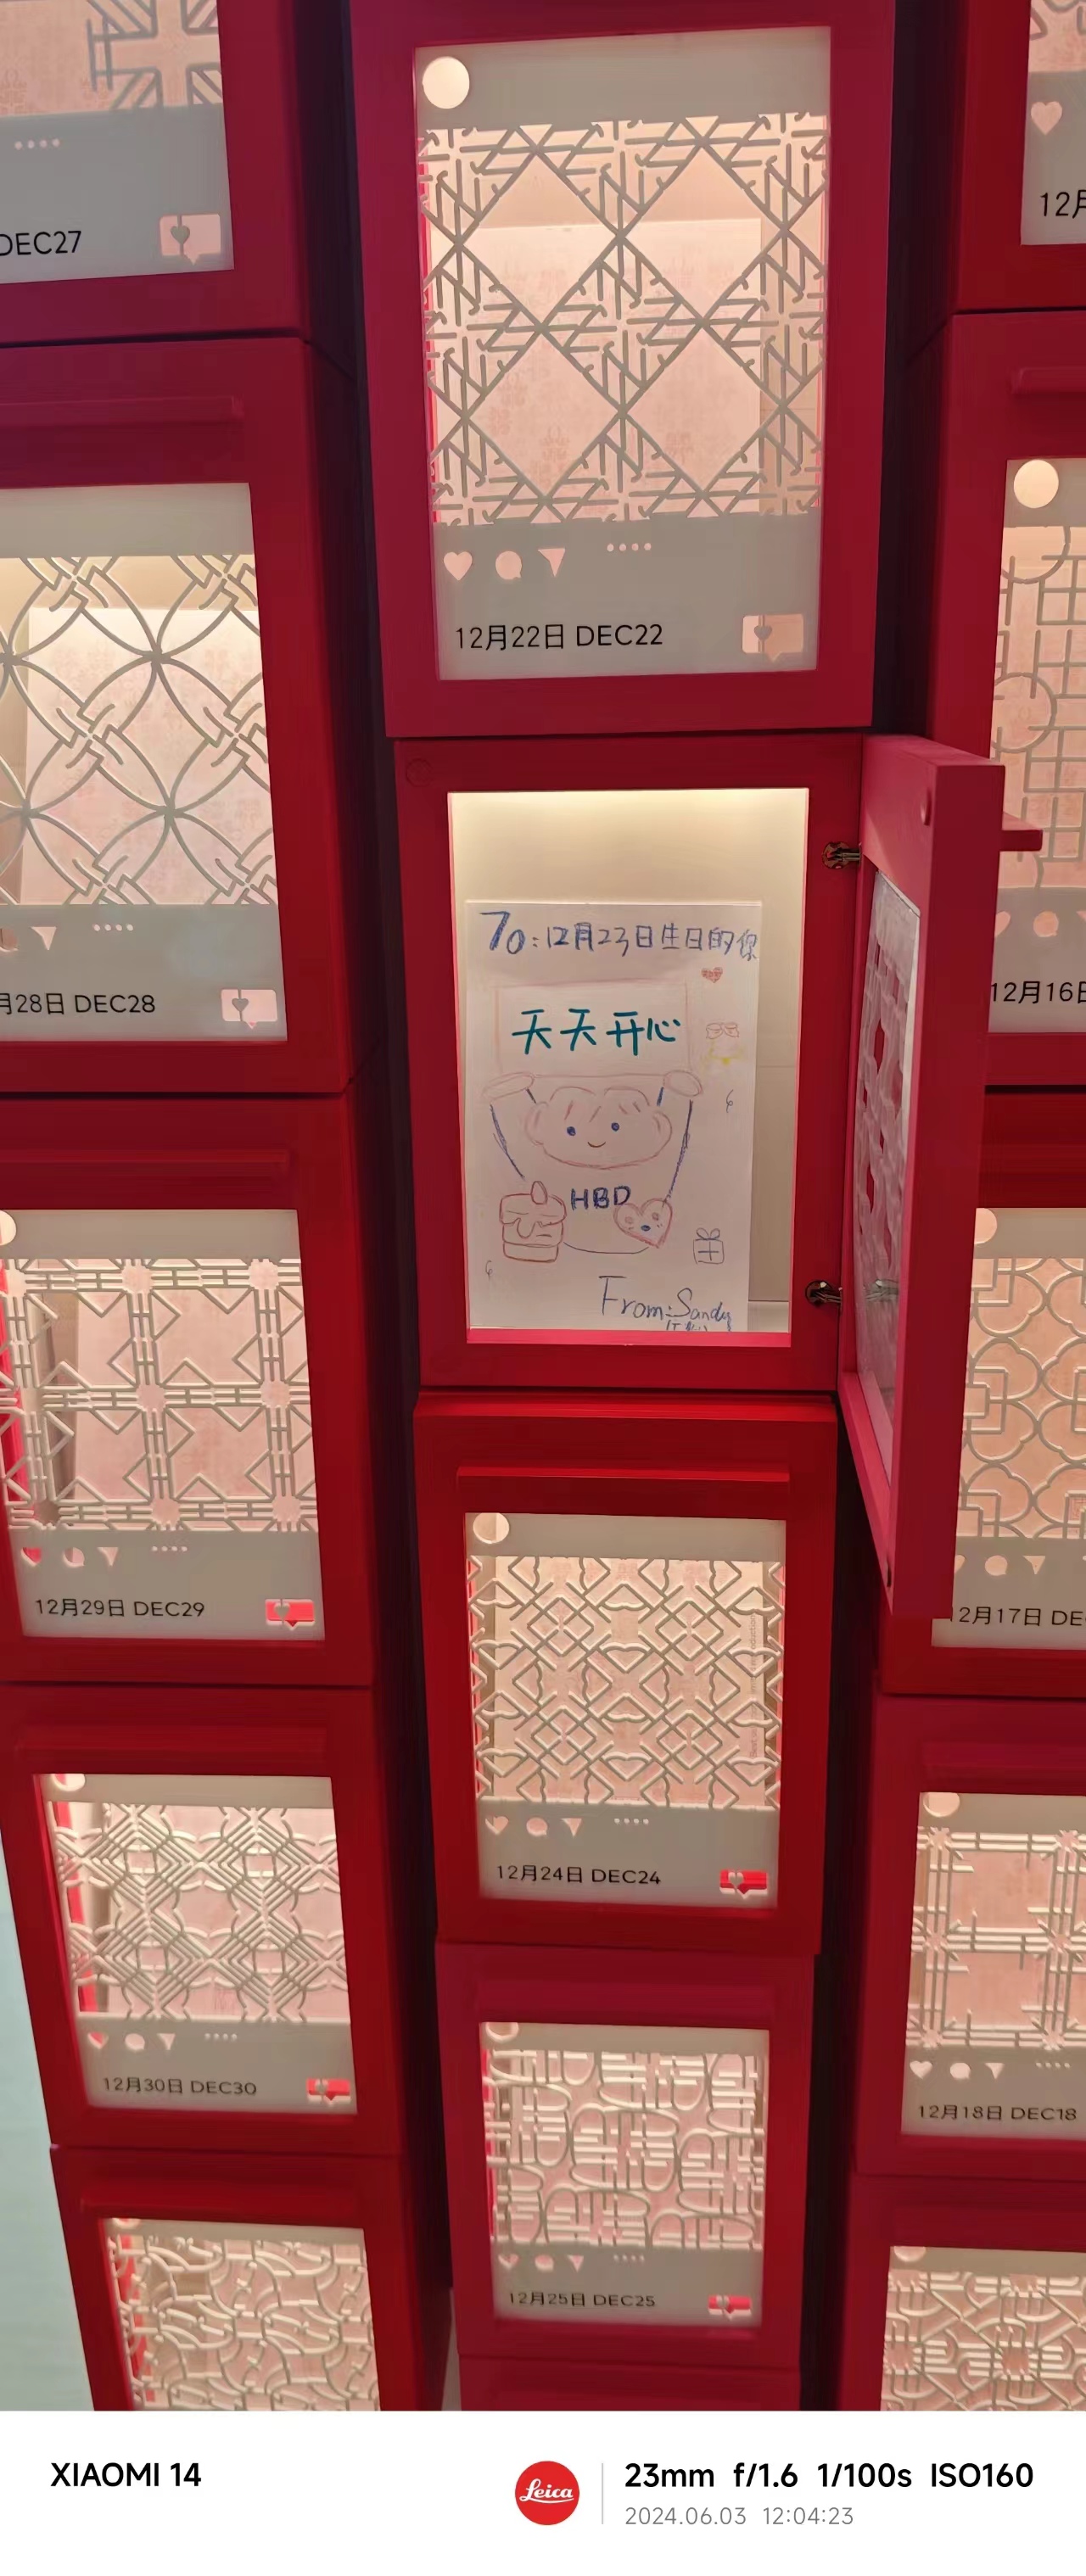 DEC27
12月
12月22日 DEC22
月28日 DEC28
12月16日
To:12月23日生日的你
天天开心
HBD
From:Sandy
12月29日 DEC29
12月17日 DE
12月24日 DEC24
12月30日 DEC30
12月18日 DEC18
12月25日 DEC25
XIAOMI 14
Leica
23mm f/1.6 1/100s ISO160
2024.06.03 12:04:23